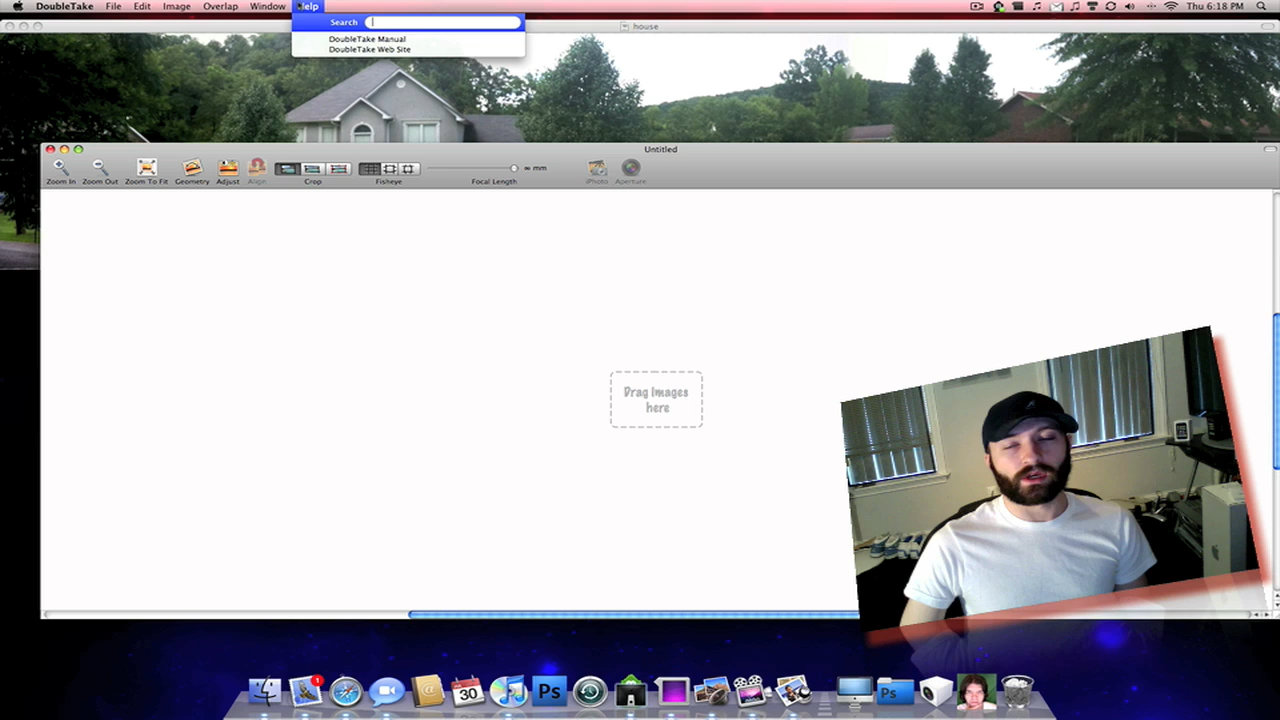 DoubleTake File Edit Image Overlap Window Help Thu 6:18 PM
Search
house
DoubleTake Manual
DoubleTake Web Site
Untitled
Zoom In Zoom Out Zoom To Fit Geometry Adjust Align Crop Fisheye Focal Length ∞ mm iPhoto Aperture
Drag Images
here
1
30
Ps
Ps